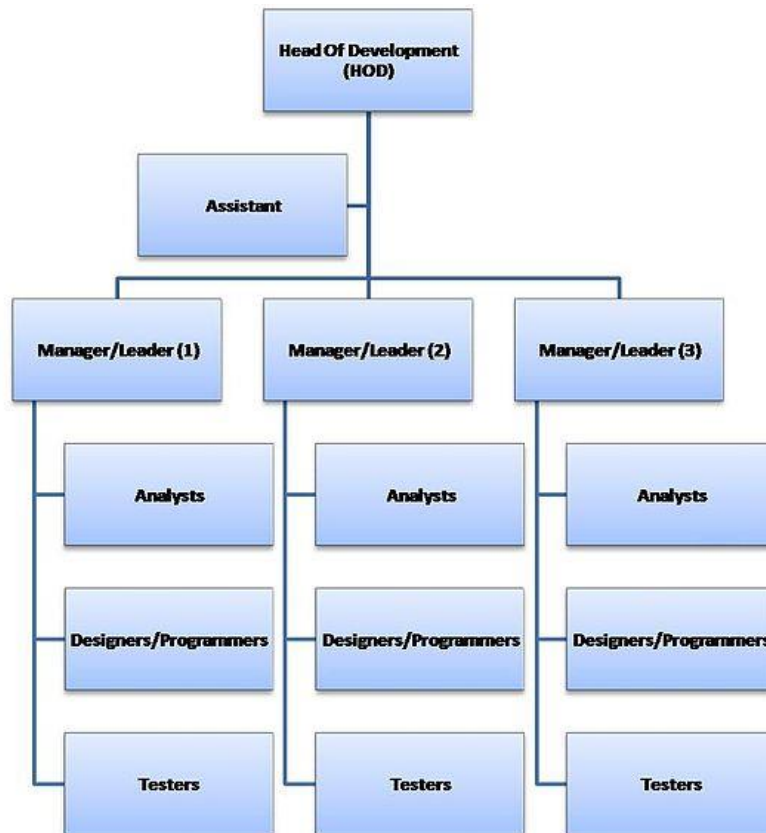 Head Of Development
(HOD)
Assistant
Manager/Leader (1)
Manager/Leader (2)
Manager/Leader (3)
Analysts
Analysts
Analysts
Designers/Programmers
Designers/Programmers
Designers/Programmers
Testers
Testers
Testers